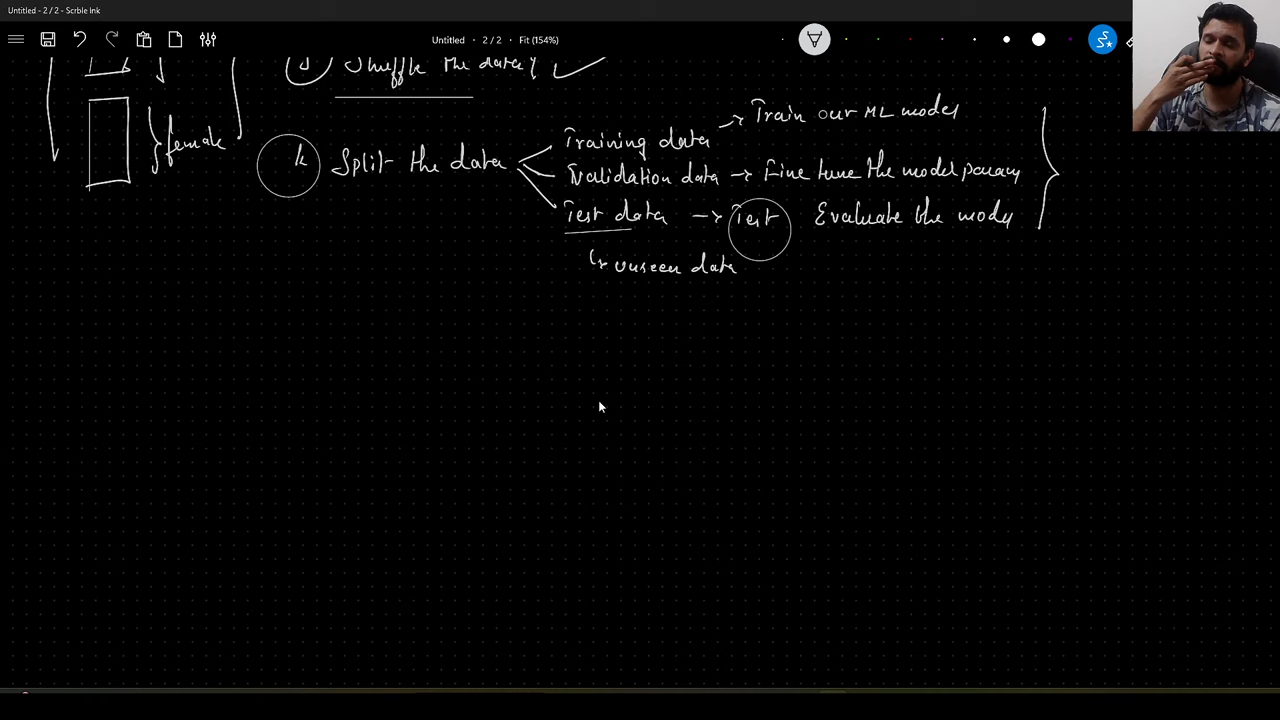 Untitled - 2 / 2 - Scrble Ink
Untitled • 2 / 2 • Fit (154%)
Shuffle the data
Train our ML model
Training data
female
k Split the data
Validation data → Fine tune the model params
Test data → Test Evaluate the model
↳ unseen data